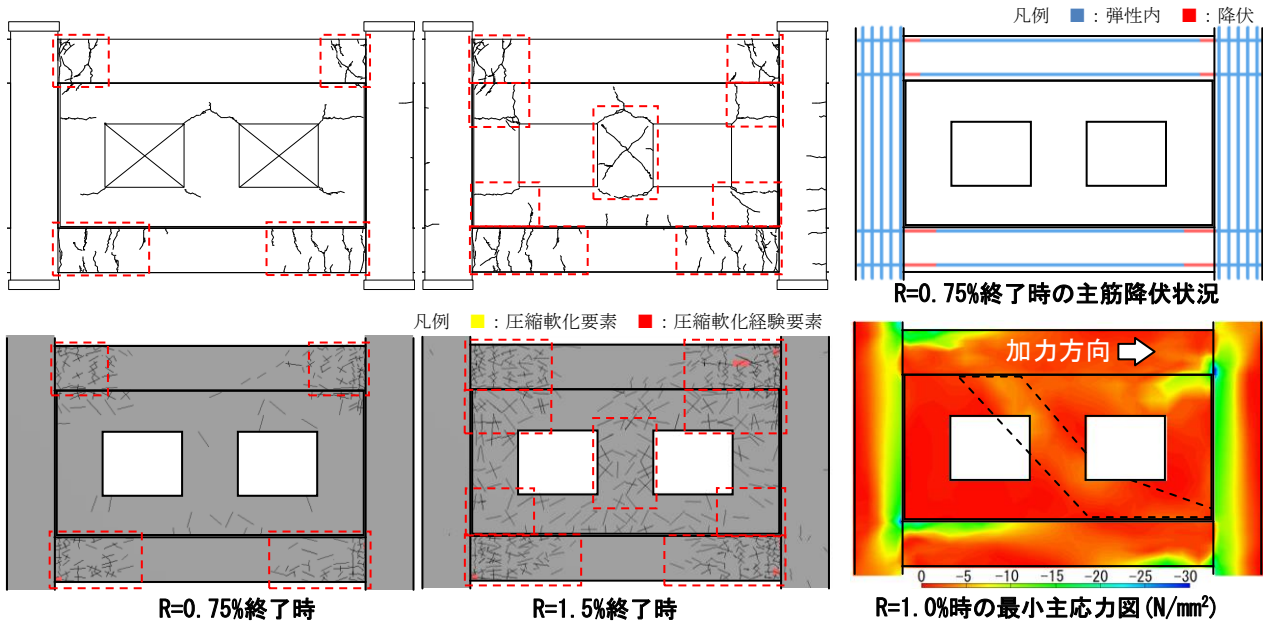 凡例 ■：弾性内 ■：降伏
R=0.75%終了時の主筋降伏状況
凡例 ■：圧縮軟化要素 ■：圧縮軟化経験要素
加力方向
0 -5 -10 -15 -20 -25 -30
R=0.75%終了時
R=1.5%終了時
R=1.0%時の最小主応力図(N/mm²)